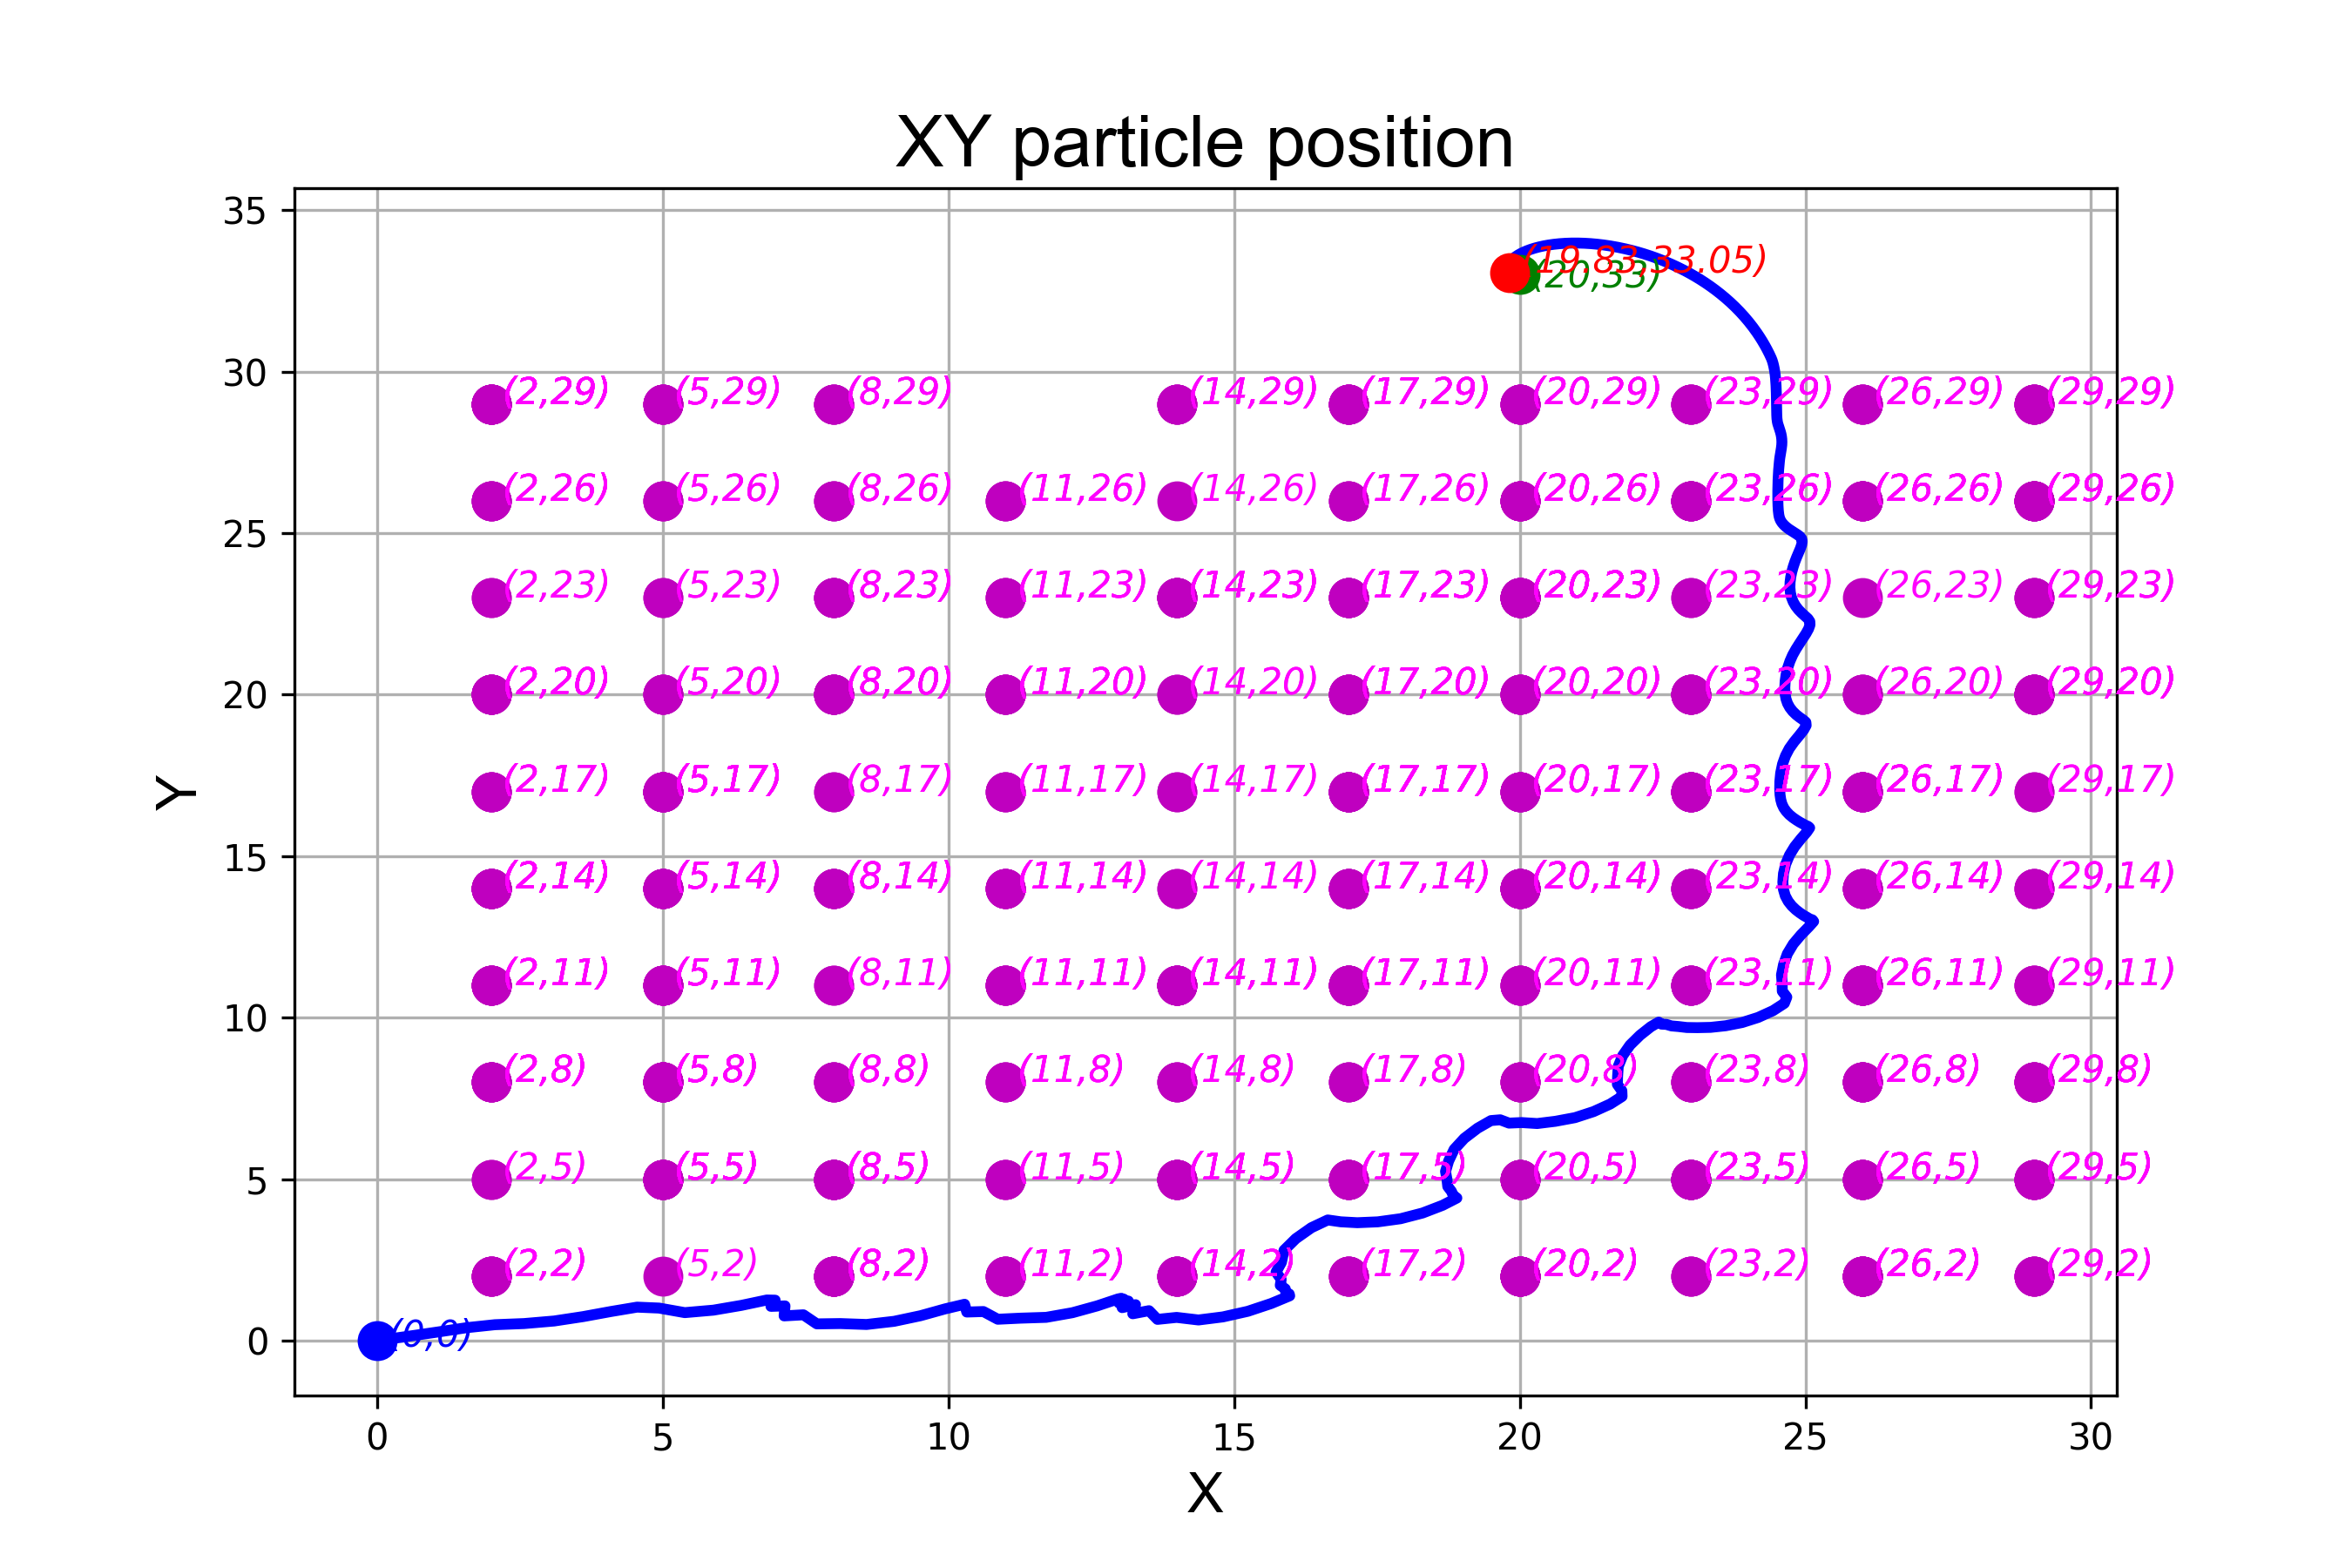 XY particle position
35
(19.83,33.05)
(20,33)
30
(2,29) (5,29) (8,29) (14,29) (17,29) (20,29) (23,29) (26,29) (29,29)
(2,26) (5,26) (8,26) (11,26) (14,26) (17,26) (20,26) (23,26) (26,26) (29,26)
25
(2,23) (5,23) (8,23) (11,23) (14,23) (17,23) (20,23) (23,23) (26,23) (29,23)
20
(2,20) (5,20) (8,20) (11,20) (14,20) (17,20) (20,20) (23,20) (26,20) (29,20)
Y
(2,17) (5,17) (8,17) (11,17) (14,17) (17,17) (20,17) (23,17) (26,17) (29,17)
15
(2,14) (5,14) (8,14) (11,14) (14,14) (17,14) (20,14) (23,14) (26,14) (29,14)
(2,11) (5,11) (8,11) (11,11) (14,11) (17,11) (20,11) (23,11) (26,11) (29,11)
10
(2,8) (5,8) (8,8) (11,8) (14,8) (17,8) (20,8) (23,8) (26,8) (29,8)
5
(2,5) (5,5) (8,5) (11,5) (14,5) (17,5) (20,5) (23,5) (26,5) (29,5)
(2,2) (5,2) (8,2) (11,2) (14,2) (17,2) (20,2) (23,2) (26,2) (29,2)
0
(0,0)
0 5 10 15 20 25 30
X